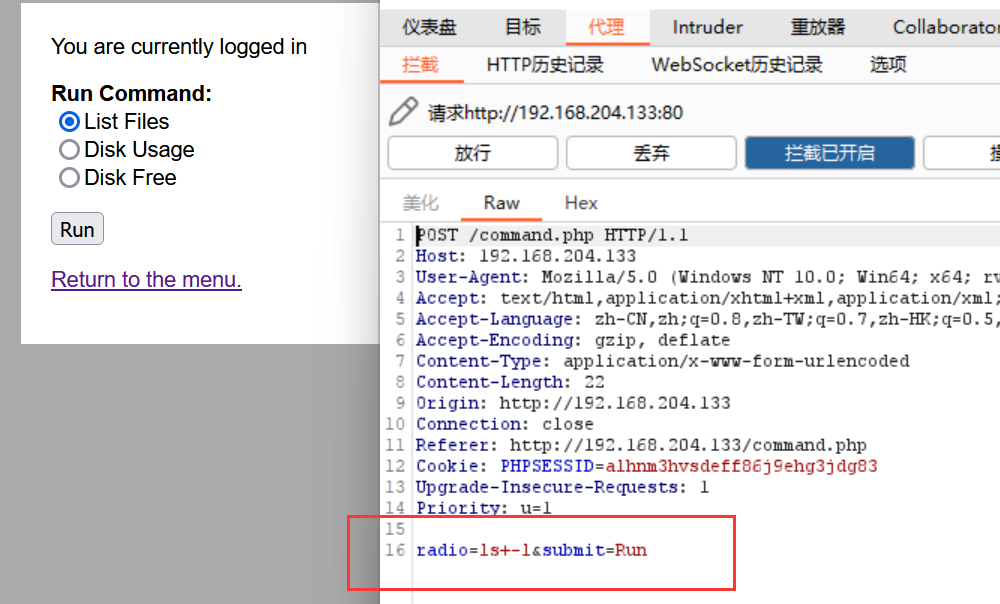 You are currently logged in
Run Command:
List Files
Disk Usage
Disk Free
Run
Return to the menu.
仪表盘 目标 代理 Intruder 重放器 Collaborator
拦截 HTTP历史记录 WebSocket历史记录 选项
请求http://192.168.204.133:80
放行 丢弃 拦截已开启
美化 Raw Hex
1 POST /command.php HTTP/1.1
2 Host: 192.168.204.133
3 User-Agent: Mozilla/5.0 (Windows NT 10.0; Win64; x64; rv
4 Accept: text/html,application/xhtml+xml,application/xml;
5 Accept-Language: zh-CN,zh;q=0.8,zh-TW;q=0.7,zh-HK;q=0.5,
6 Accept-Encoding: gzip, deflate
7 Content-Type: application/x-www-form-urlencoded
8 Content-Length: 22
9 Origin: http://192.168.204.133
10 Connection: close
11 Referer: http://192.168.204.133/command.php
12 Cookie: PHPSESSID=alhnm3hvsdeff86j9ehg3jdg83
13 Upgrade-Insecure-Requests: 1
14 Priority: u=1
15
16 radio=ls+-l&submit=Run